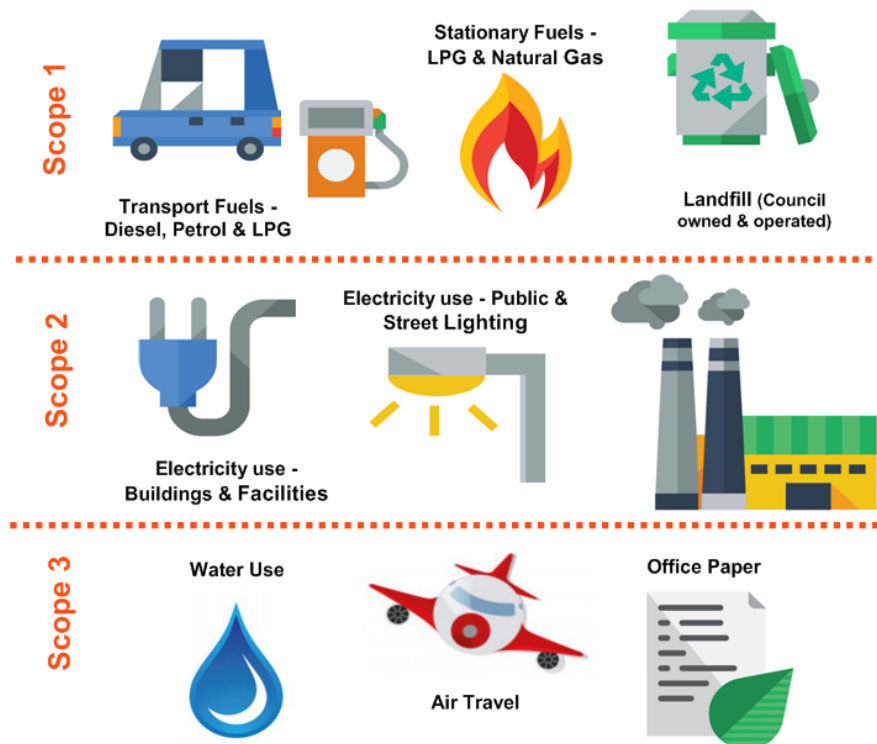 Scope 1
Transport Fuels -
Diesel, Petrol & LPG
Stationary Fuels -
LPG & Natural Gas
Landfill (Council
owned & operated)
Scope 2
Electricity use -
Buildings & Facilities
Electricity use - Public &
Street Lighting
Scope 3
Water Use
Air Travel
Office Paper